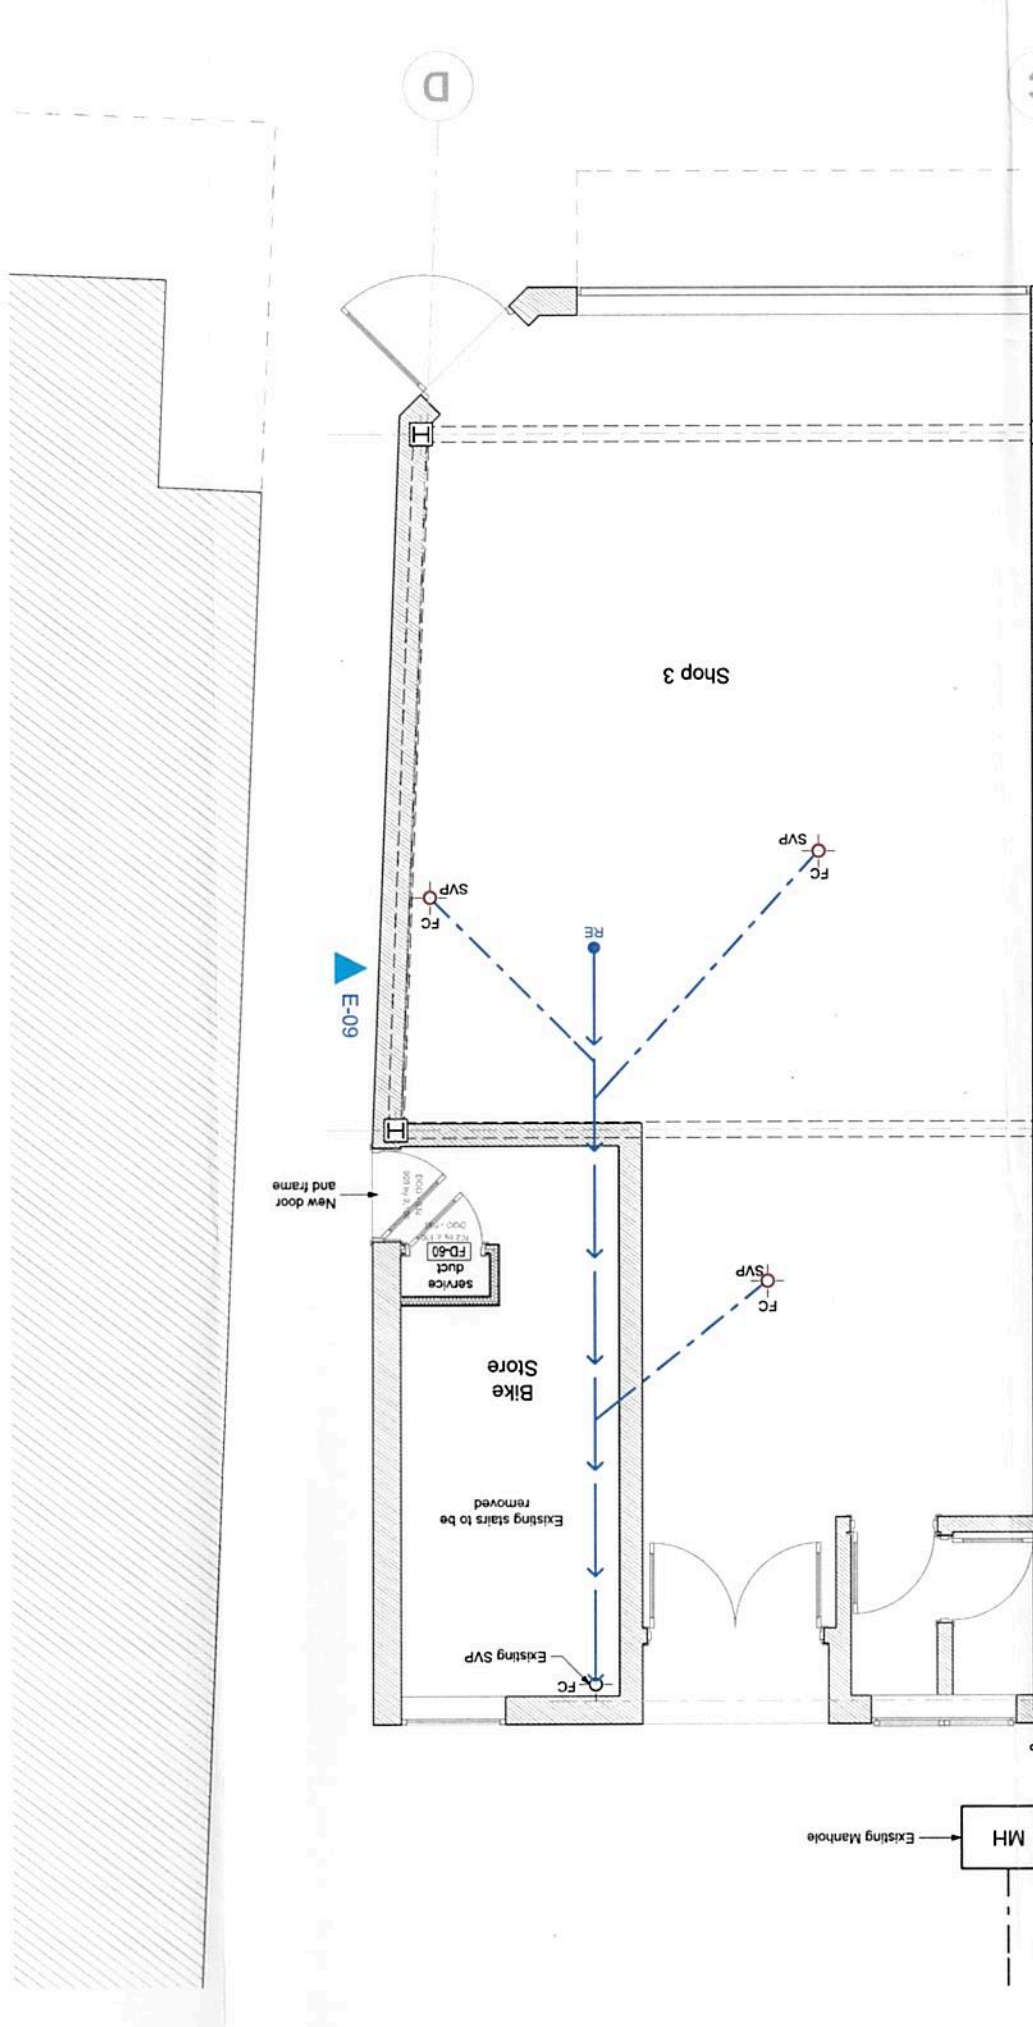 D
Shop 3
SVP
FC
SVP
FC
RE
E-09
New door
and frame
FD-60
service
duct
SVP
FC
Bike
Store
Existing stairs to be
removed
Existing SVP
FC
Existing Manhole
MH